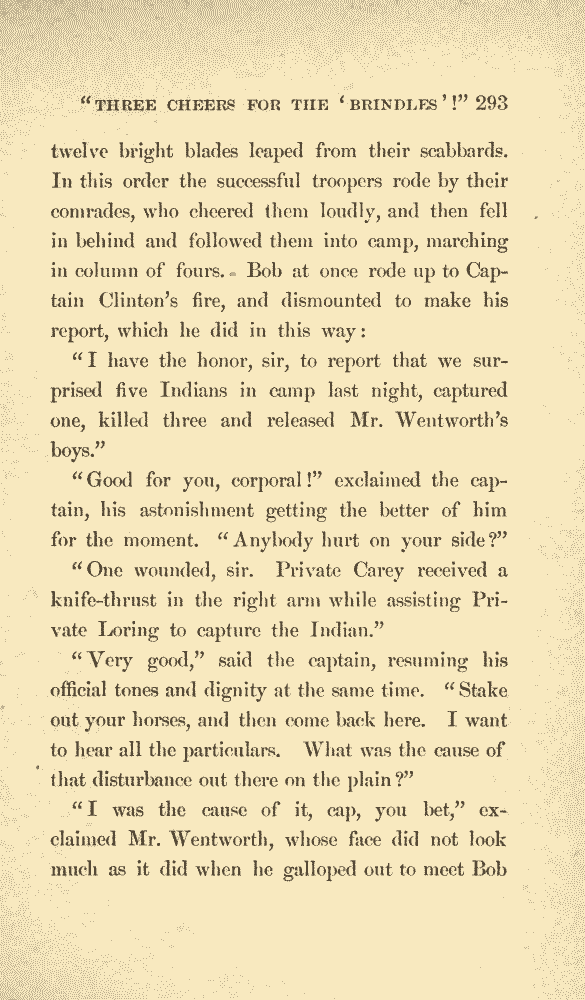 “THREE CHEERS FOR THE ‘BRINDLES’!” 293
twelve bright blades leaped from their scabbards.
In this order the successful troopers rode by their
comrades, who cheered them loudly, and then fell
in behind and followed them into camp, marching
in column of fours. Bob at once rode up to Cap-
tain Clinton’s fire, and dismounted to make his
report, which he did in this way:
“I have the honor, sir, to report that we sur-
prised five Indians in camp last night, captured
one, killed three and released Mr. Wentworth’s
boys.”
“Good for you, corporal!” exclaimed the cap-
tain, his astonishment getting the better of him
for the moment. “Anybody hurt on your side?”
“One wounded, sir. Private Carey received a
knife-thrust in the right arm while assisting Pri-
vate Loring to capture the Indian.”
“Very good,” said the captain, resuming his
official tones and dignity at the same time. “Stake
out your horses, and then come back here. I want
to hear all the particulars. What was the cause of
that disturbance out there on the plain?”
“I was the cause of it, cap, you bet,” ex-
claimed Mr. Wentworth, whose face did not look
much as it did when he galloped out to meet Bob